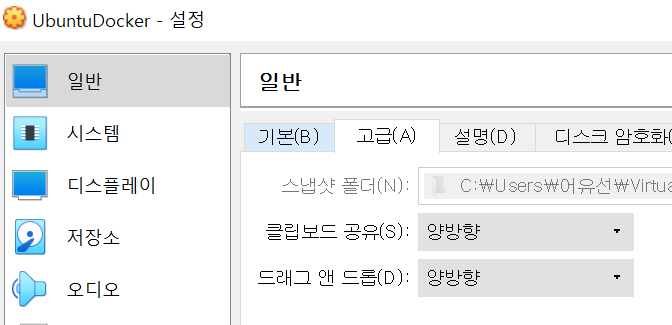 UbuntuDocker - 설정
일반
시스템
디스플레이
저장소
오디오
일반
기본(B) 고급(A) 설명(D) 디스크 암호화(
스냅샷 폴더(N): C:₩Users₩어유선₩Virtua
클립보드 공유(S): 양방향
드래그 앤 드롭(D): 양방향